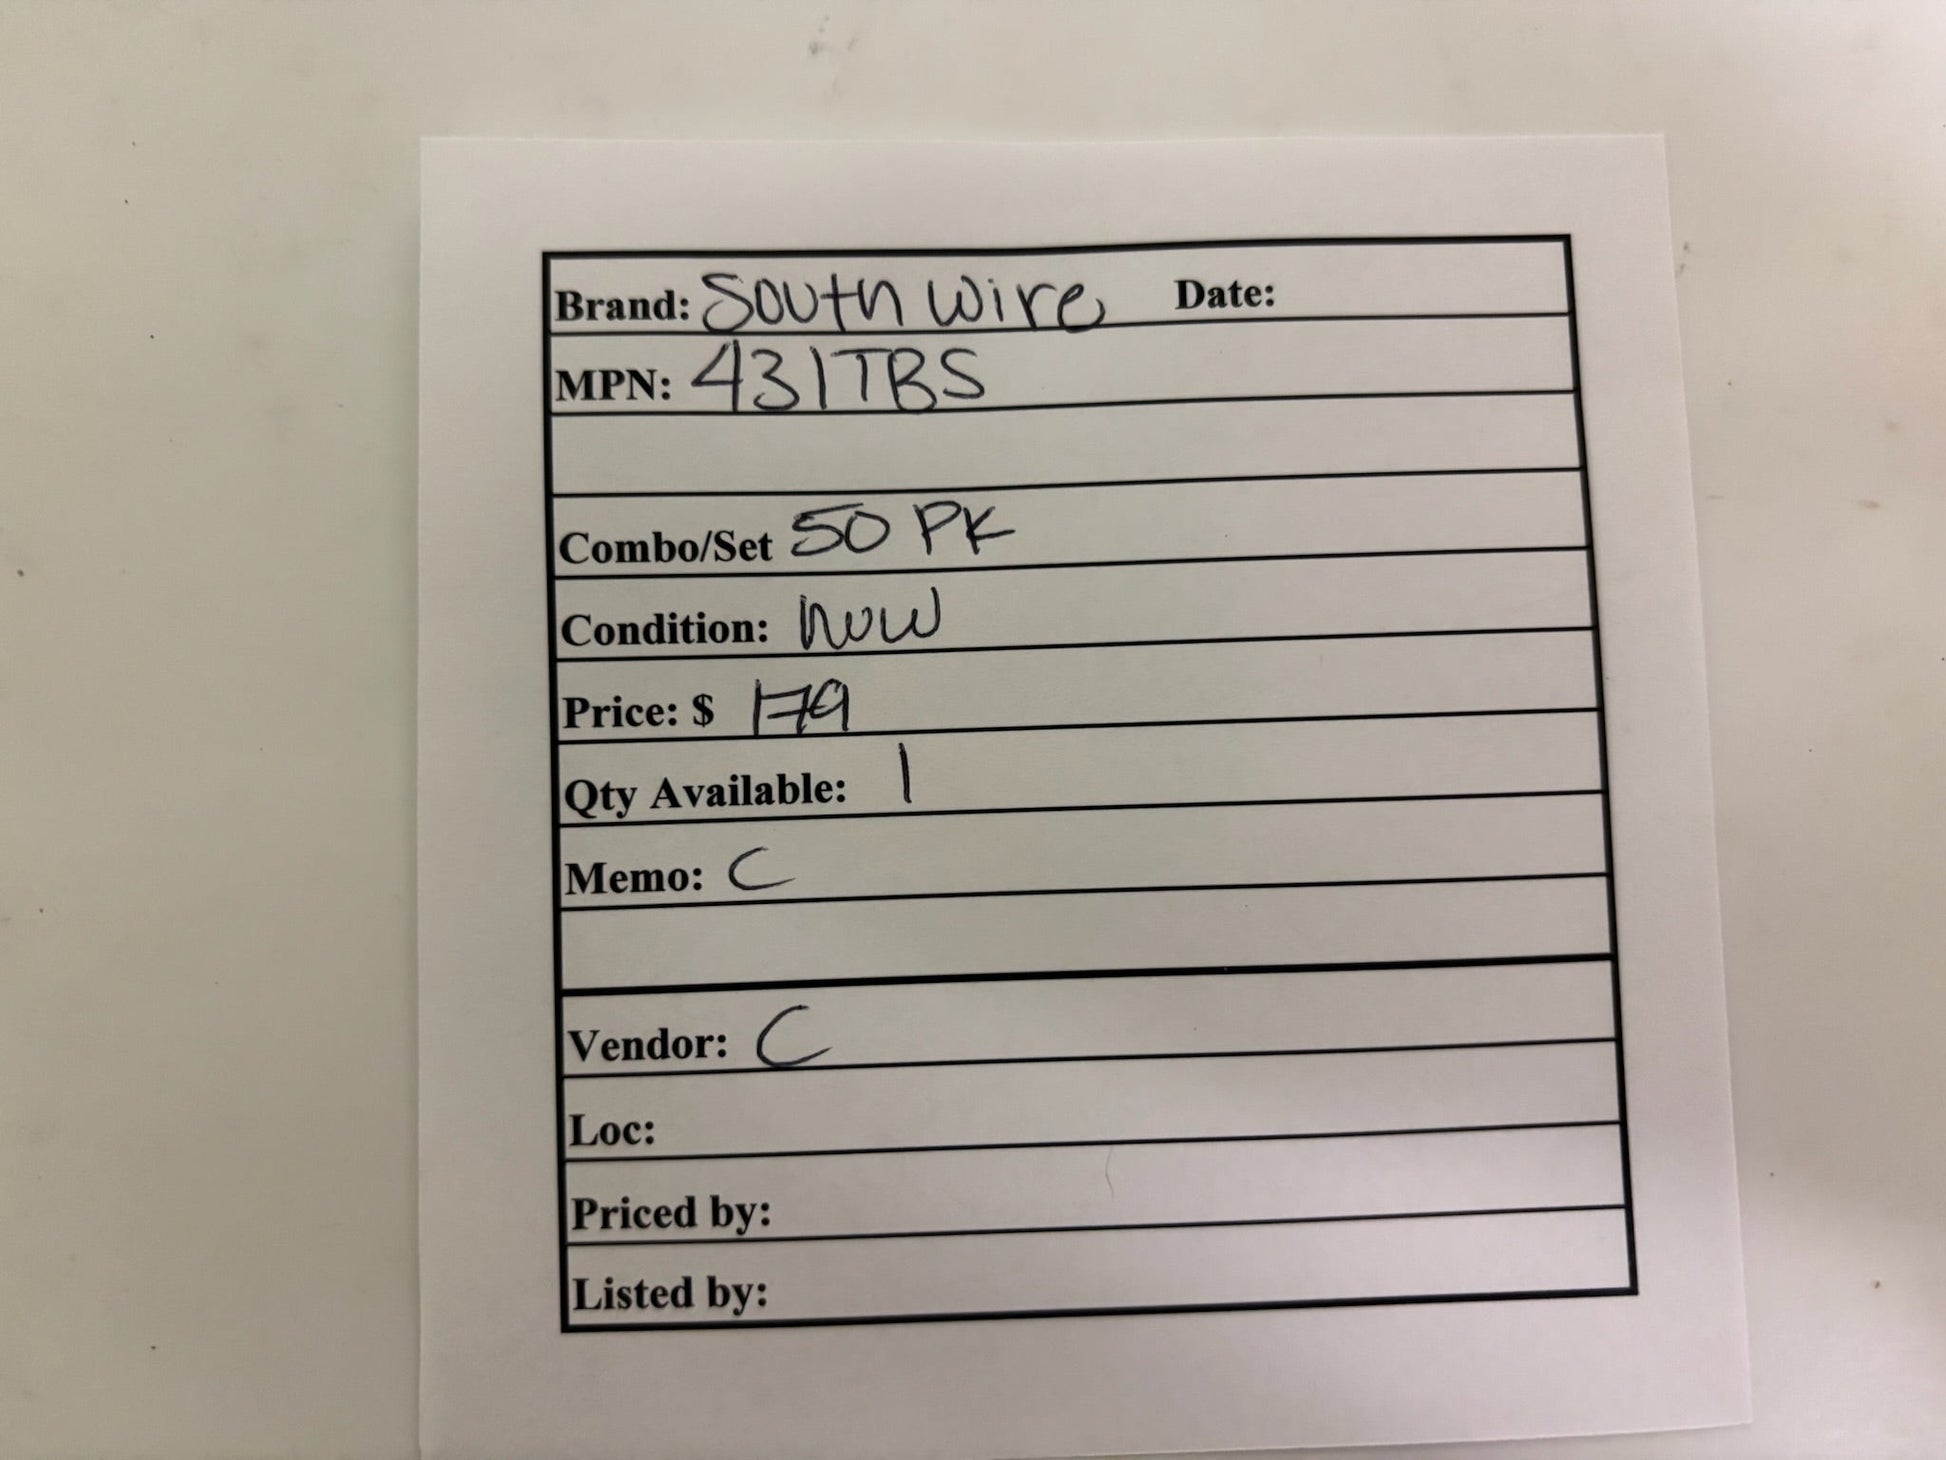 Brand: South wire Date:
MPN: 431TBS
Combo/Set 50 PK
Condition: new
Price: $ 179
Qty Available: 1
Memo: C
Vendor: C
Loc:
Priced by:
Listed by: